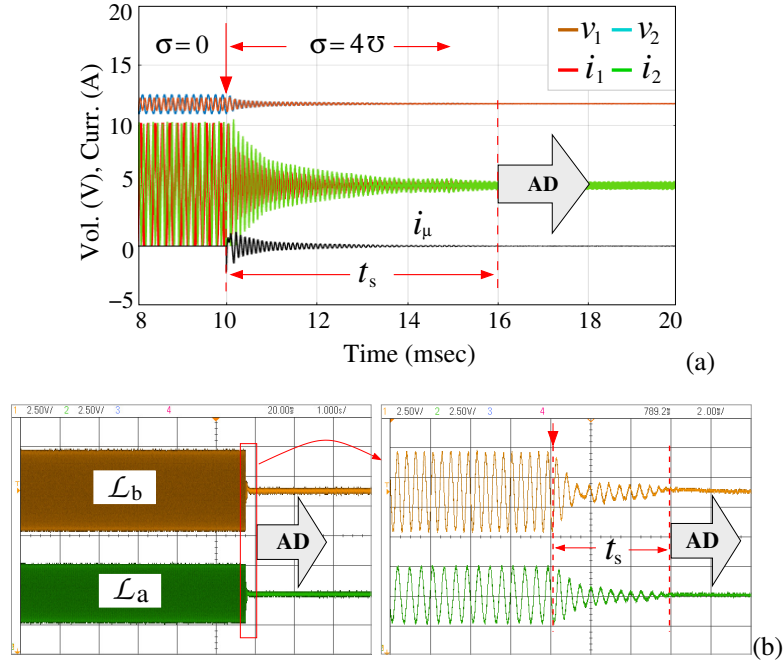 20
15
10
5
0
−5
Vol. (V), Curr. (A)
σ = 0
σ = 4℧
v1 v2
i1 i2
AD
iμ
ts
8 10 12 14 16 18 20
Time (msec)
(a)
1 2.50V/ 2 2.50V/ 3 4 20.00s 1.000s/
ℒb
AD
ℒa
1 2.50V/ 2 2.50V/ 3 4 789.2s 2.00s/
ts
AD
(b)